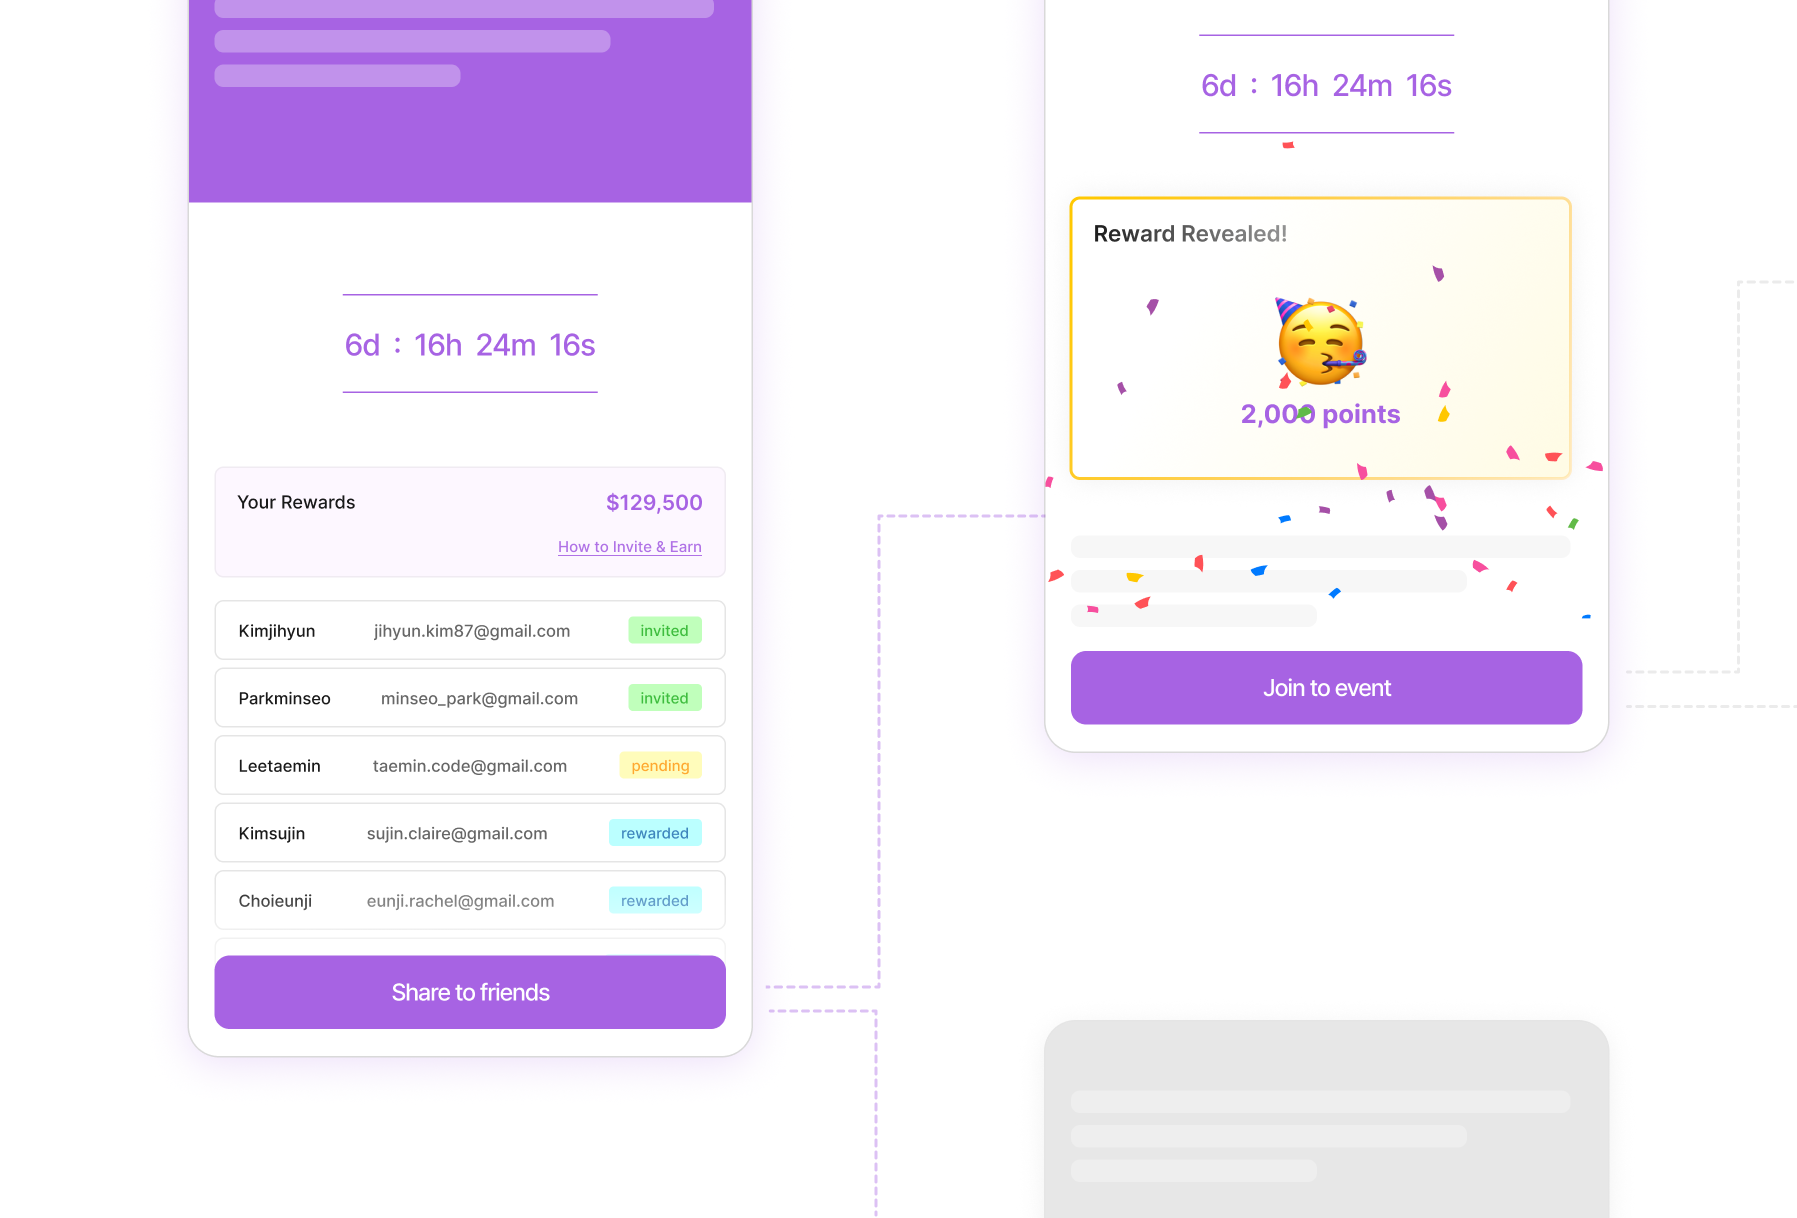 6d : 16h 24m 16s
Your Rewards $129,500
How to Invite & Earn
Kimjihyun jihyun.kim87@gmail.com invited
Parkminseo minseo_park@gmail.com invited
Leetaemin taemin.code@gmail.com pending
Kimsujin sujin.claire@gmail.com rewarded
Choieunji eunji.rachel@gmail.com rewarded
Share to friends
6d : 16h 24m 16s
Reward Revealed!
2,000 points
Join to event